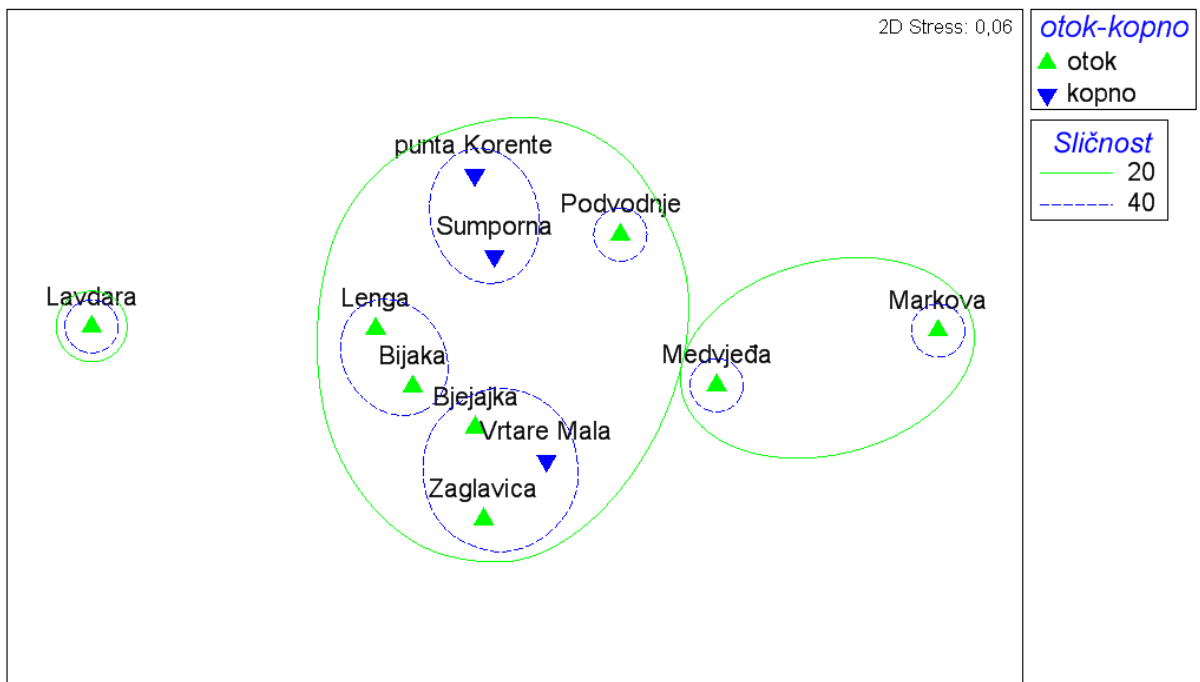 2D Stress: 0,06
otok-kopno
otok
kopno
Sličnost
20
40
punta Korente
Podvodnje
Sumporna
Lavdara
Lenga
Markova
Bijaka
Medvjeđa
Bjejajka
Vrtare Mala
Zaglavica